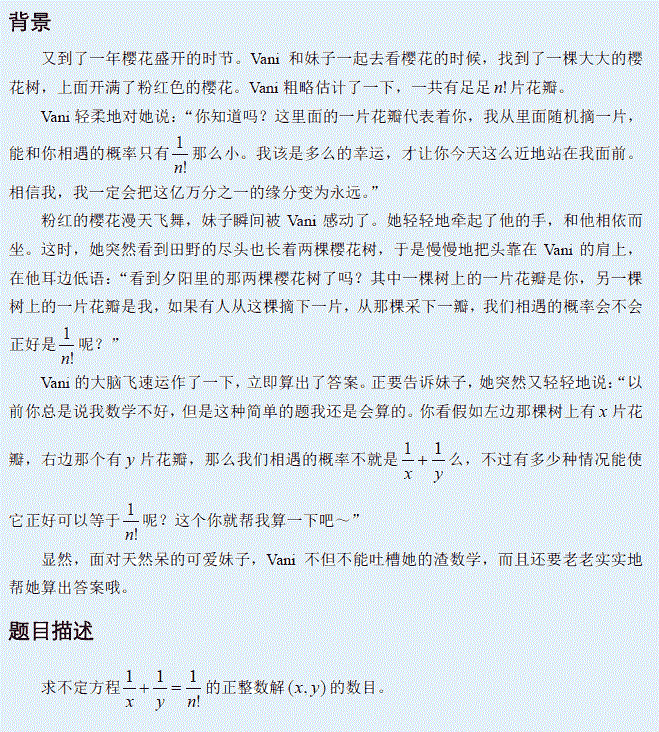 背景
又到了一年樱花盛开的时节。Vani 和妹子一起去看樱花的时候，找到了一棵大大的樱
花树，上面开满了粉红色的樱花。Vani 粗略估计了一下，一共有足足 n! 片花瓣。
Vani 轻柔地对她说：“你知道吗？这里面的一片花瓣代表着你，我从里面随机摘一片，
能和你相遇的概率只有 1/n! 那么小。我该是多么的幸运，才让你今天这么近地站在我面前。
相信我，我一定会把这亿万分之一的缘分变为永远。”
粉红的樱花漫天飞舞，妹子瞬间被 Vani 感动了。她轻轻地牵起了他的手，和他相依而
坐。这时，她突然看到田野的尽头也长着两棵樱花树，于是慢慢地把头靠在 Vani 的肩上，
在他耳边低语：“看到夕阳里的那两棵樱花树了吗？其中一棵树上的一片花瓣是你，另一棵
树上的一片花瓣是我，如果有人从这棵摘下一片，从那棵采下一瓣，我们相遇的概率会不会
正好是 1/n! 呢？”
Vani 的大脑飞速运作了一下，立即算出了答案。正要告诉妹子，她突然又轻轻地说：“以
前你总是说我数学不好，但是这种简单的题我还是会算的。你看假如左边那棵树上有 x 片花
瓣，右边那个有 y 片花瓣，那么我们相遇的概率不就是 1/x + 1/y 么，不过有多少种情况能使
它正好可以等于 1/n! 呢？这个你就帮我算一下吧～”
显然，面对天然呆的可爱妹子，Vani 不但不能吐槽她的渣数学，而且还要老老实实地
帮她算出答案哦。
题目描述
求不定方程 1/x + 1/y = 1/n! 的正整数解 (x, y) 的数目。